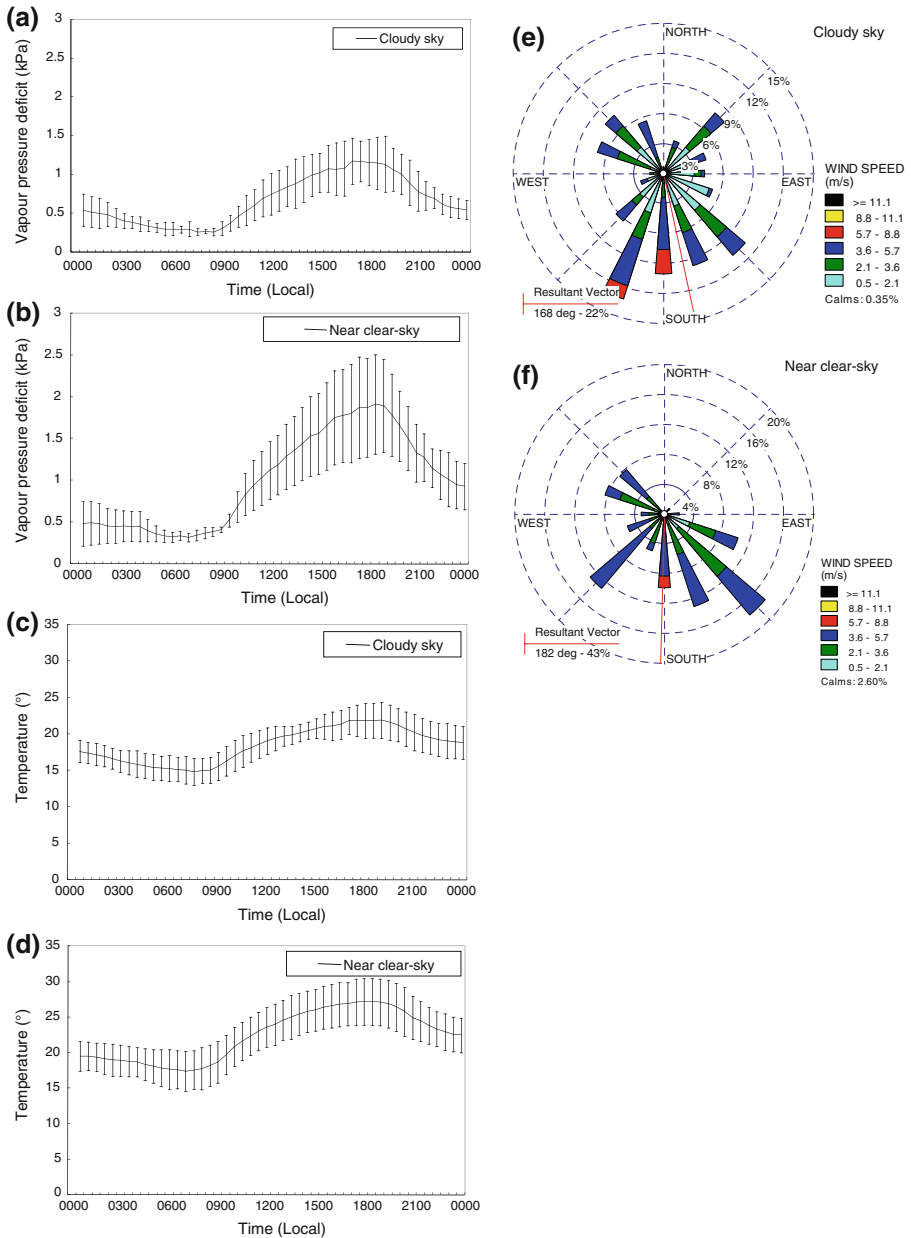 (a)
3
2.5
2
1.5
1
0.5
0
Vapour pressure deficit (kPa)
Cloudy sky
0000 0300 0600 0900 1200 1500 1800 2100 0000
Time (Local)
(b)
3
2.5
2
1.5
1
0.5
0
Vapour pressure deficit (kPa)
Near clear-sky
0000 0300 0600 0900 1200 1500 1800 2100 0000
Time (Local)
(c)
35
30
25
20
15
10
5
0
Temperature (°)
Cloudy sky
0000 0300 0600 0900 1200 1500 1800 2100 0000
Time (Local)
(d)
35
30
25
20
15
10
5
0
Temperature (°)
Near clear-sky
0000 0300 0600 0900 1200 1500 1800 2100 0000
Time (Local)
(e)
Cloudy sky
NORTH
15%
12%
9%
6%
3%
WEST
EAST
SOUTH
Resultant Vector
168 deg - 22%
WIND SPEED
(m/s)
>= 11.1
8.8 - 11.1
5.7 - 8.8
3.6 - 5.7
2.1 - 3.6
0.5 - 2.1
Calms: 0.35%
(f)
Near clear-sky
NORTH
20%
16%
12%
8%
4%
WEST
EAST
SOUTH
Resultant Vector
182 deg - 43%
WIND SPEED
(m/s)
>= 11.1
8.8 - 11.1
5.7 - 8.8
3.6 - 5.7
2.1 - 3.6
0.5 - 2.1
Calms: 2.60%